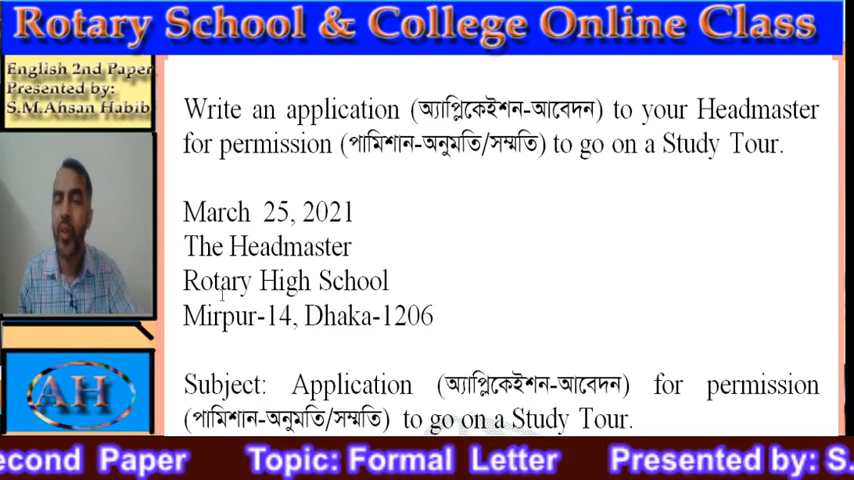 Rotary School & College Online Class
English 2nd Paper
Presented by:
S.M.Ahsan Habib
Write an application (অ্যাপ্লিকেইশন-আবেদন) to your Headmaster
for permission (পামিশান-অনুমতি/সম্মতি) to go on a Study Tour.
March 25, 2021
The Headmaster
Rotary High School
Mirpur-14, Dhaka-1206
AH
Subject: Application (অ্যাপ্লিকেইশন-আবেদন) for permission
(পামিশান-অনুমতি/সম্মতি) to go on a Study Tour.
econd Paper Topic: Formal Letter Presented by: S.